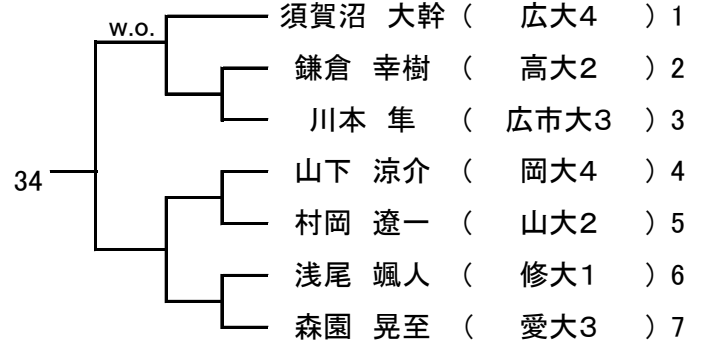 w.o.
須賀沼 大幹 ( 広大4 ) 1
鎌倉 幸樹 ( 高大2 ) 2
川本 隼 ( 広市大3 ) 3
34
山下 涼介 ( 岡大4 ) 4
村岡 遼一 ( 山大2 ) 5
浅尾 颯人 ( 修大1 ) 6
森園 晃至 ( 愛大3 ) 7